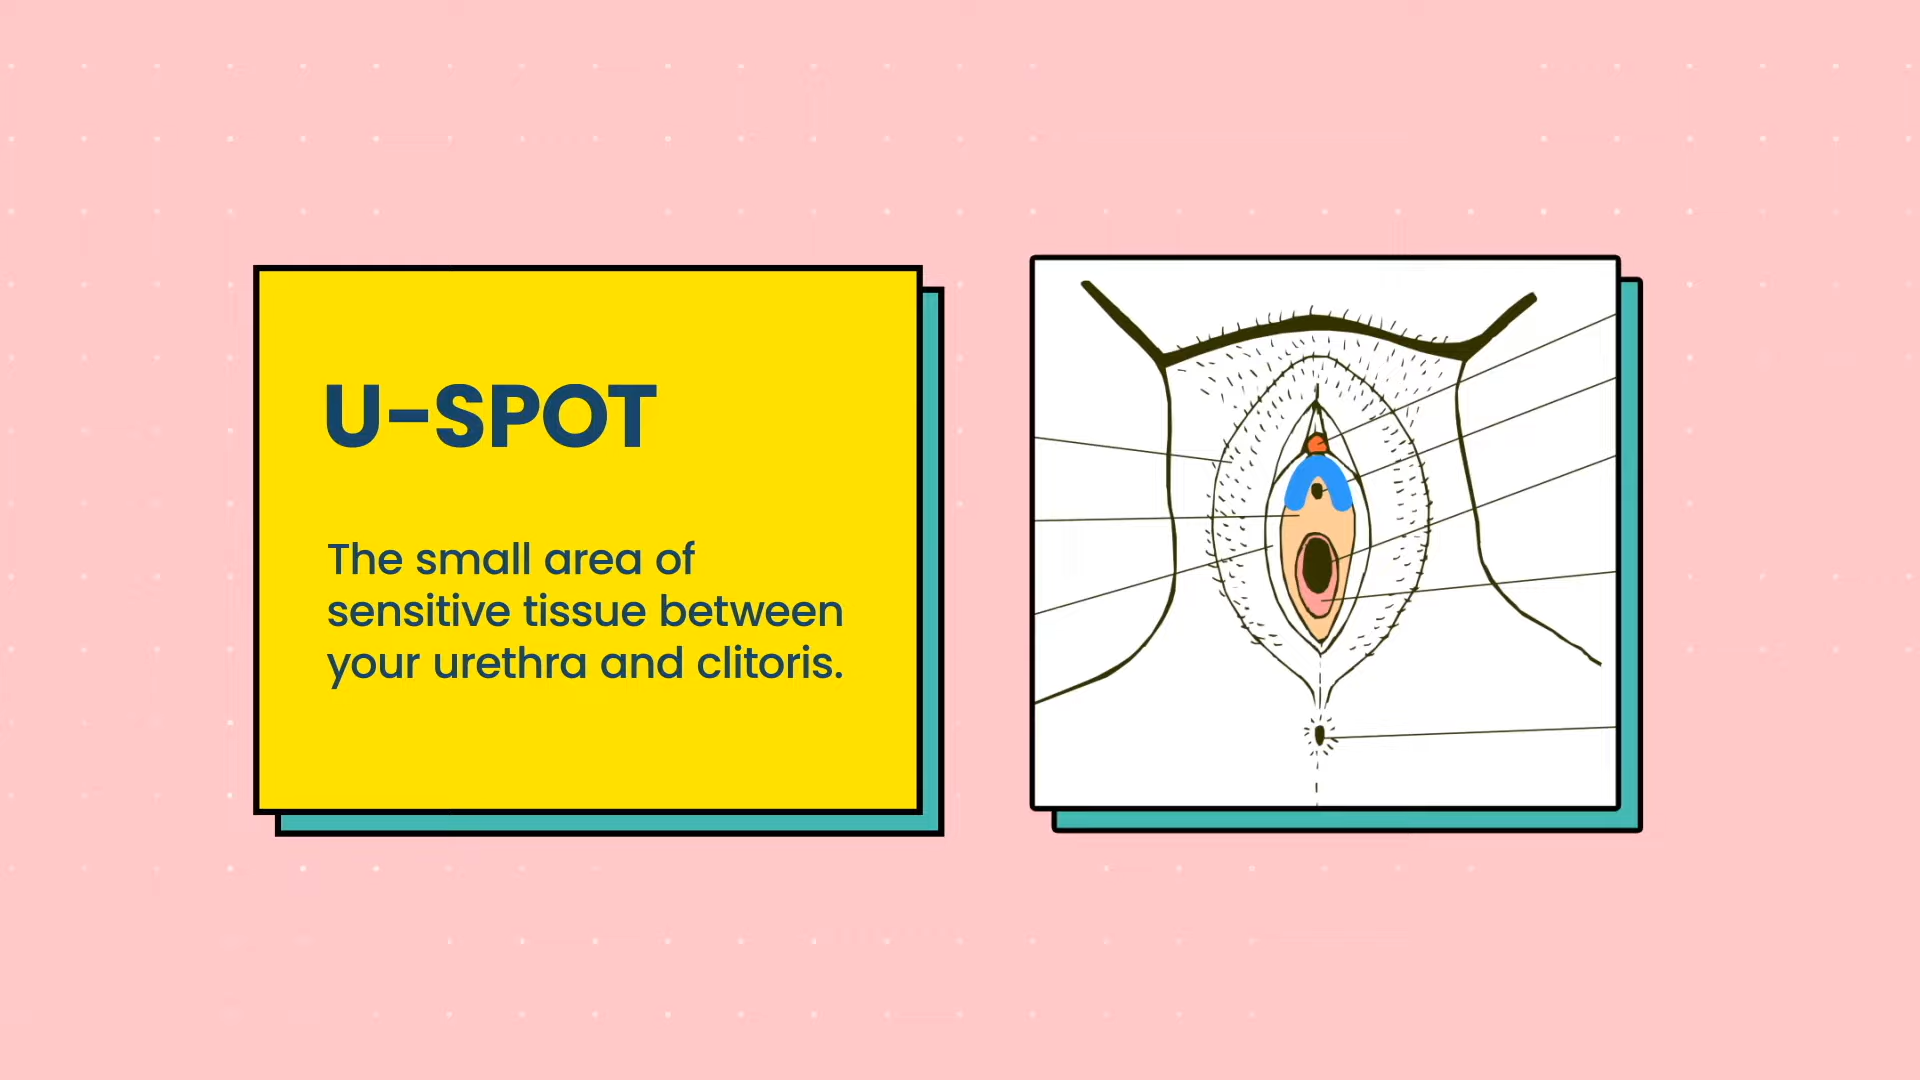 U-SPOT
The small area of
sensitive tissue between
your urethra and clitoris.